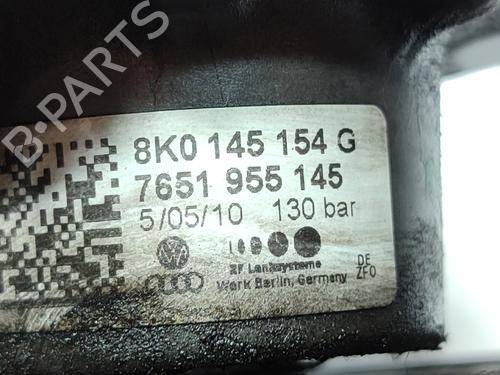 8K0 145 154 G
7651 955 145
5/05/10 130 bar
ZF Lenksysteme
Werk Berlin, Germany
DE
ZFO
B-PARTS